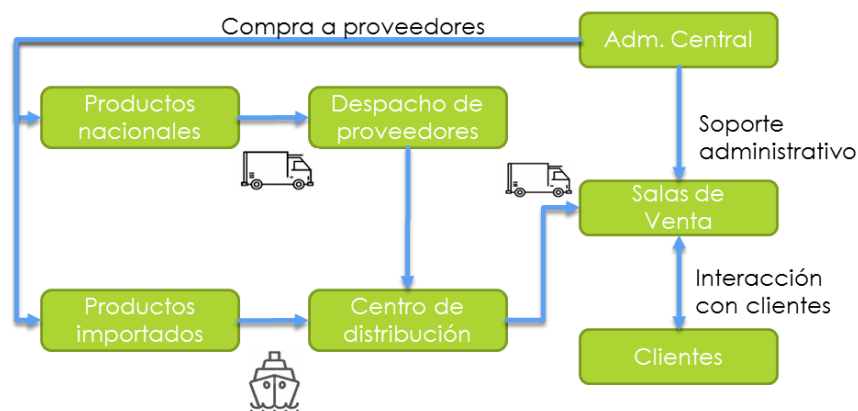 Compra a proveedores
Adm. Central
Productos
nacionales
Despacho de
proveedores
Soporte
administrativo
Salas de
Venta
Productos
importados
Centro de
distribución
Interacción
con clientes
Clientes